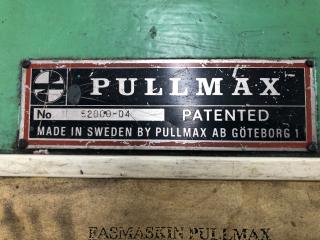 PULLMAX
No 52000-04 PATENTED
MADE IN SWEDEN BY PULLMAX AB GÖTEBORG 1
FASMASKIN PULLMAX